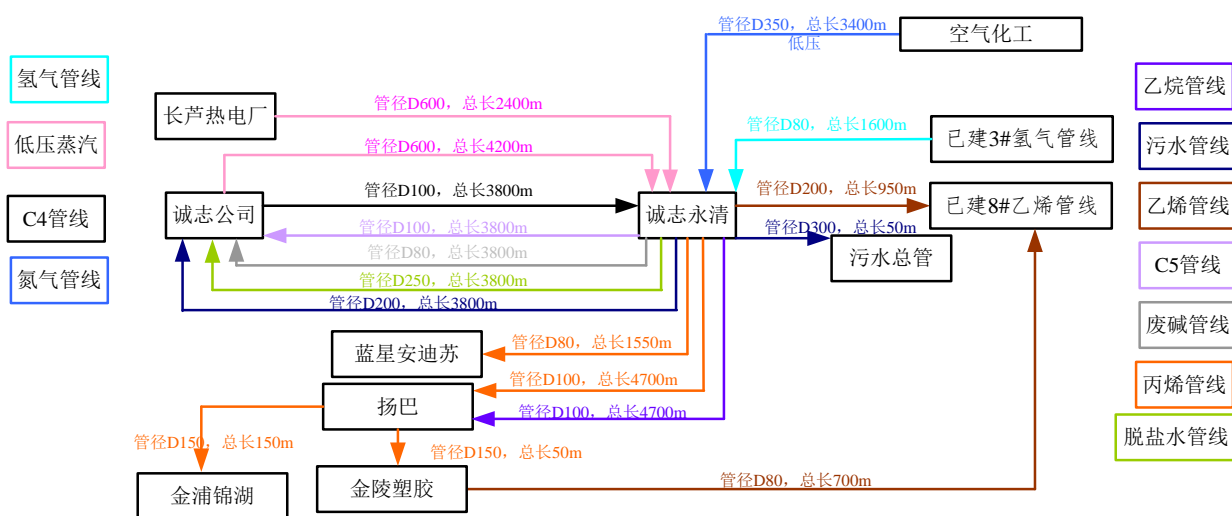 管径D350，总长3400m
低压
空气化工
氢气管线
低压蒸汽
C4管线
氮气管线
长芦热电厂
管径D600，总长2400m
管径D80，总长1600m
已建3#氢气管线
管径D600，总长4200m
诚志公司
管径D100，总长3800m
诚志永清
管径D200，总长950m
已建8#乙烯管线
管径D100，总长3800m
管径D300，总长50m
污水总管
管径D80，总长3800m
管径D250，总长3800m
管径D200，总长3800m
蓝星安迪苏
管径D80，总长1550m
管径D100，总长4700m
扬巴
管径D100，总长4700m
管径D150，总长150m
管径D150，总长50m
金浦锦湖
金陵塑胶
管径D80，总长700m
乙烷管线
污水管线
乙烯管线
C5管线
废碱管线
丙烯管线
脱盐水管线